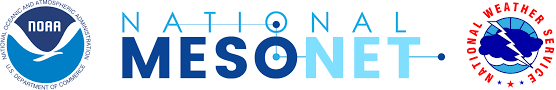 NOAA
NATIONAL OCEANIC AND ATMOSPHERIC ADMINISTRATION
U.S. DEPARTMENT OF COMMERCE
NATIONAL
MESONET
NATIONAL WEATHER SERVICE